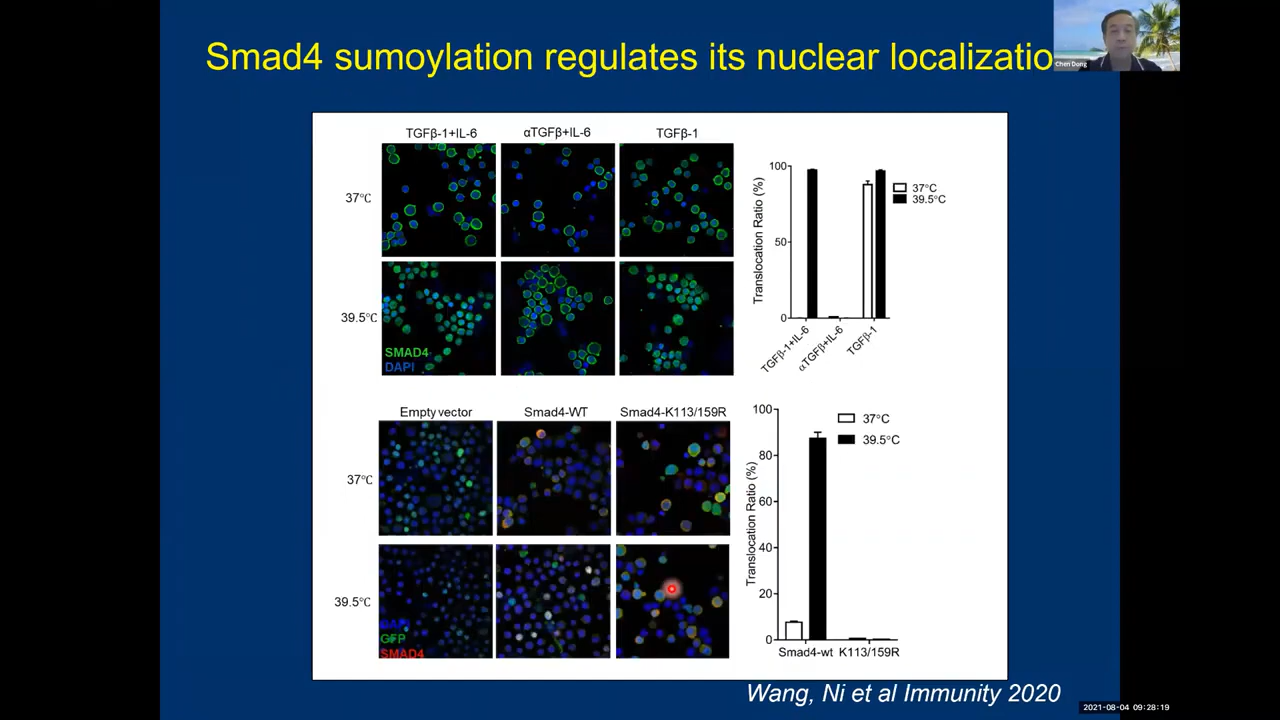 Smad4 sumoylation regulates its nuclear localizatio
Chen Dong
TGFβ-1+IL-6
αTGFβ+IL-6
TGFβ-1
37℃
39.5℃
SMAD4
DAPI
Translocation Ratio (%)
100
50
0
37°C
39.5°C
TGFβ-1+IL-6
αTGFβ+IL-6
TGFβ-1
Empty vector
Smad4-WT
Smad4-K113/159R
37℃
39.5℃
DAPI
GFP
SMAD4
Translocation Ratio (%)
100
80
60
40
20
0
37°C
39.5°C
Smad4-wt
K113/159R
Wang, Ni et al Immunity 2020
2021-08-04 09:28:19